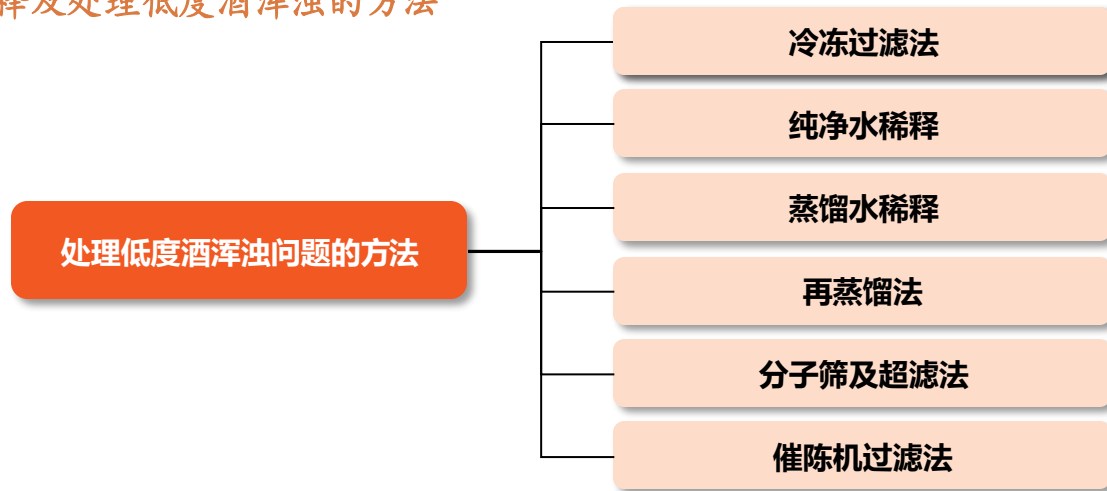 释及处理低度酒浑浊的方法
冷冻过滤法
纯净水稀释
蒸馏水稀释
处理低度酒浑浊问题的方法
再蒸馏法
分子筛及超滤法
催陈机过滤法